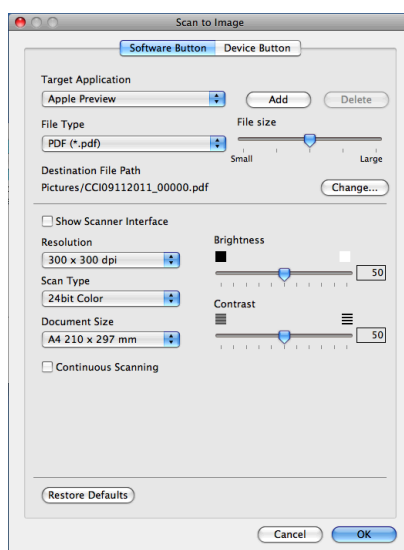 Scan to Image
Software Button Device Button
Target Application
Apple Preview Add Delete
File Type File size
PDF (*.pdf)
Small Large
Destination File Path
Pictures/CCI09112011_00000.pdf Change...
Show Scanner Interface
Resolution Brightness
300 x 300 dpi
50
Scan Type
24bit Color
Contrast
Document Size
A4 210 x 297 mm 50
Continuous Scanning
Restore Defaults
Cancel OK